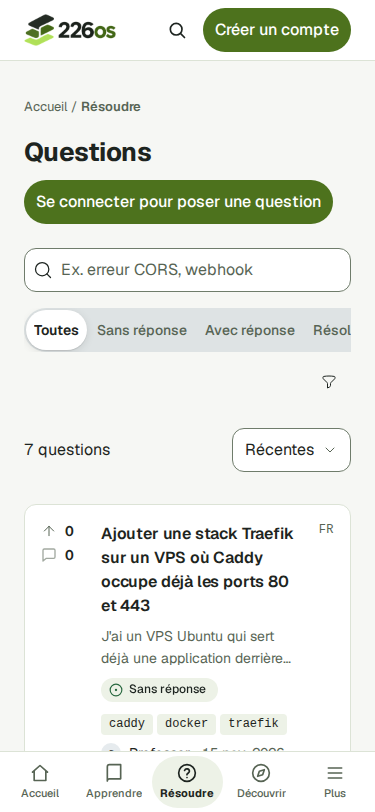 226os
Créer un compte
Accueil / Résoudre
Questions
Se connecter pour poser une question
Ex. erreur CORS, webhook
Toutes Sans réponse Avec réponse Résol
7 questions
Récentes
0
0
Ajouter une stack Traefik
sur un VPS où Caddy
occupe déjà les ports 80
et 443
FR
J'ai un VPS Ubuntu qui sert
déjà une application derrière…
Sans réponse
caddy docker traefik
Accueil Apprendre Résoudre Découvrir Plus